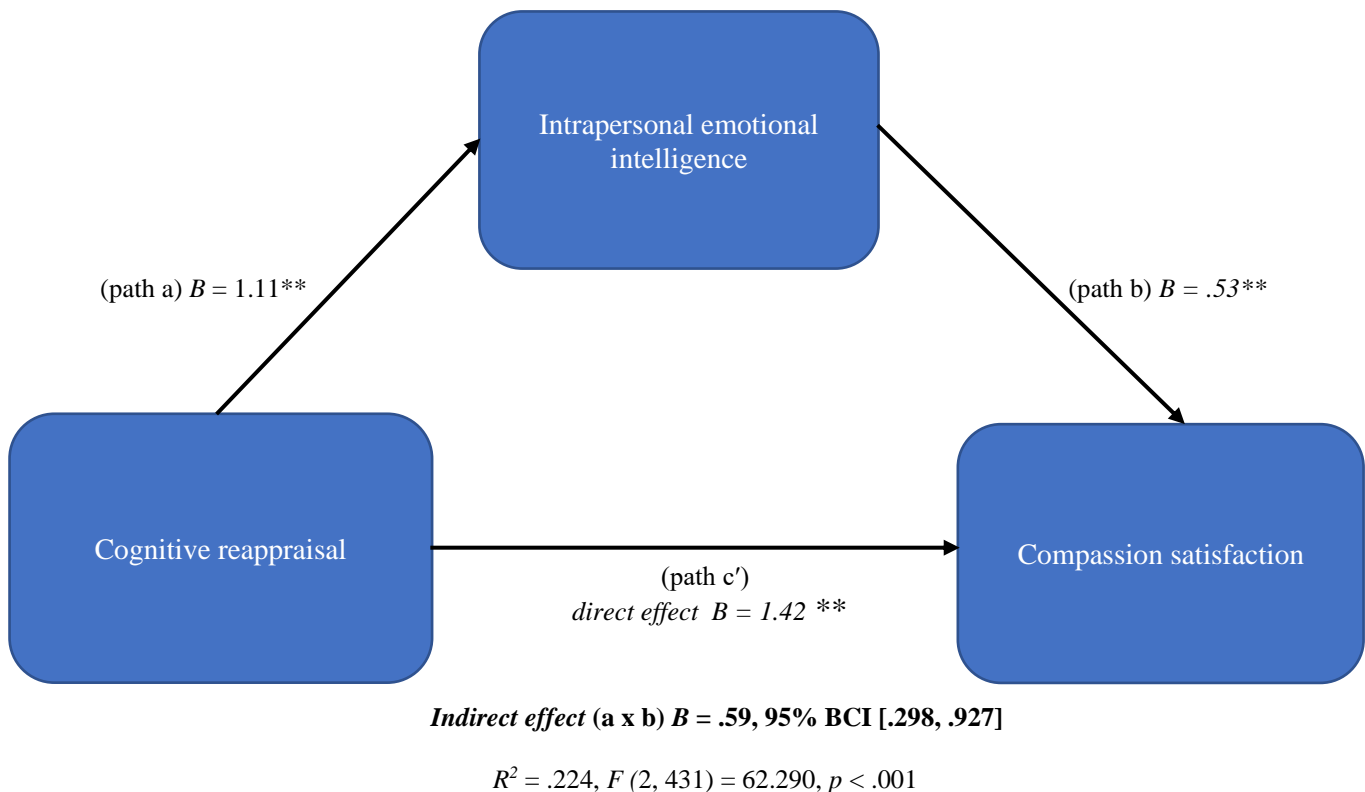 Intrapersonal emotional
intelligence
(path a) B = 1.11**
(path b) B = .53**
Cognitive reappraisal
(path c′)
direct effect B = 1.42 **
Compassion satisfaction
Indirect effect (a x b) B = .59, 95% BCI [.298, .927]
R² = .224, F (2, 431) = 62.290, p < .001